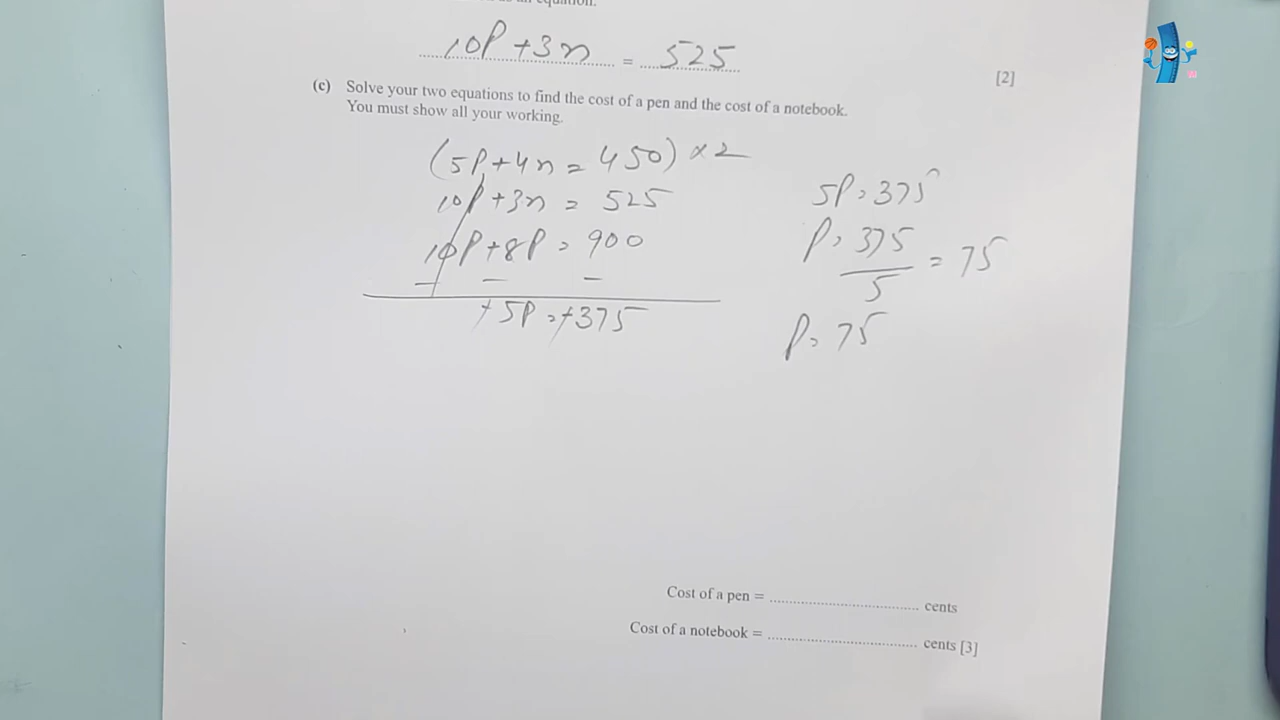 equation.
10P + 3n = 525
[2]
(c) Solve your two equations to find the cost of a pen and the cost of a notebook.
You must show all your working.
(5P + 4n = 450) × 2
10P + 3n = 525
10P + 8P = 900
- - -
+5P = +375
5P = 375
P = 375
5
= 75
P = 75
Cost of a pen = .......... cents
Cost of a notebook = .......... cents [3]